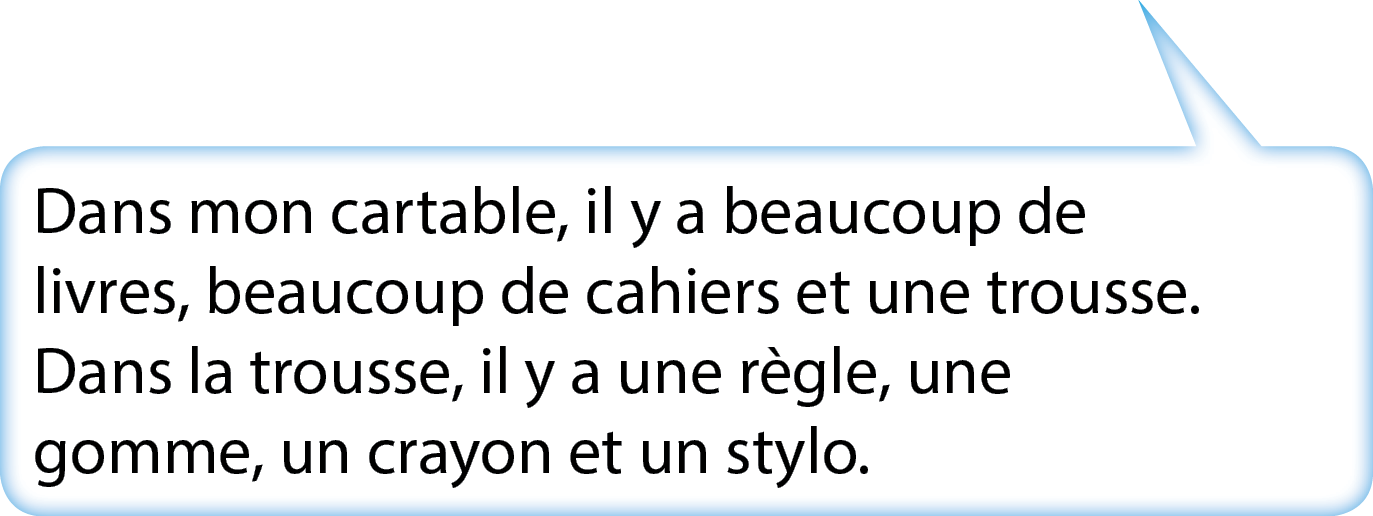 Dans mon cartable, il y a beaucoup de
livres, beaucoup de cahiers et une trousse.
Dans la trousse, il y a une règle, une
gomme, un crayon et un stylo.